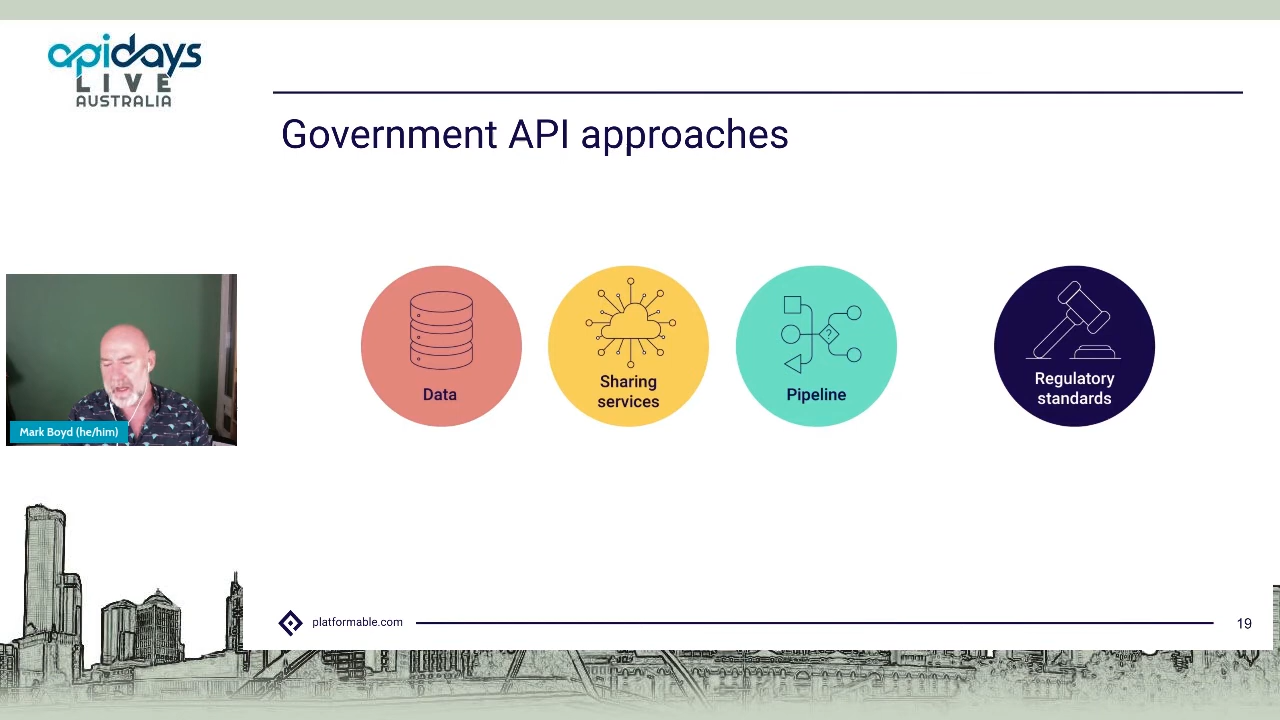 apidays
LIVE
AUSTRALIA
Government API approaches
Data
Sharing
services
?
Pipeline
Regulatory
standards
Mark Boyd (he/him)
platformable.com
19